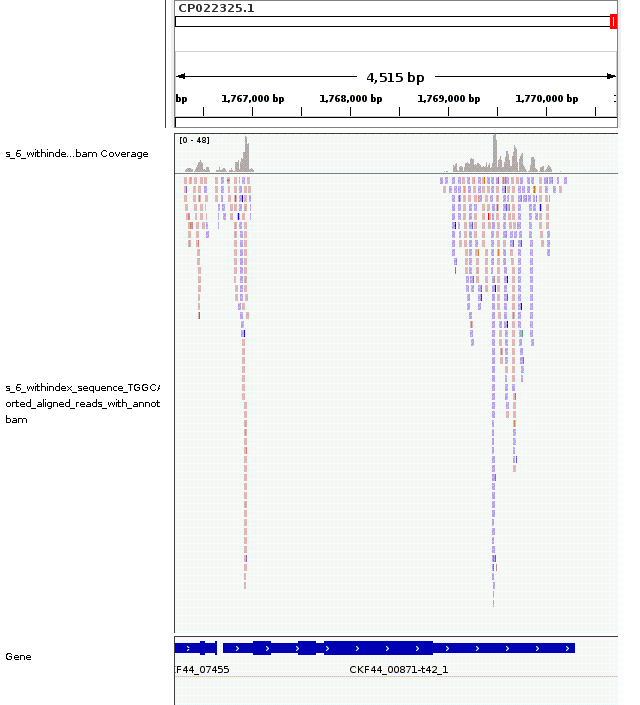 CP022325.1
4,515 bp
bp 1,767,000 bp 1,768,000 bp 1,769,000 bp 1,770,000 bp
[0 - 48]
s_6_withinde...bam Coverage
s_6_withindex_sequence_TGGCA
orted_aligned_reads_with_annot
bam
Gene
F44_07455 CKF44_00871-t42_1